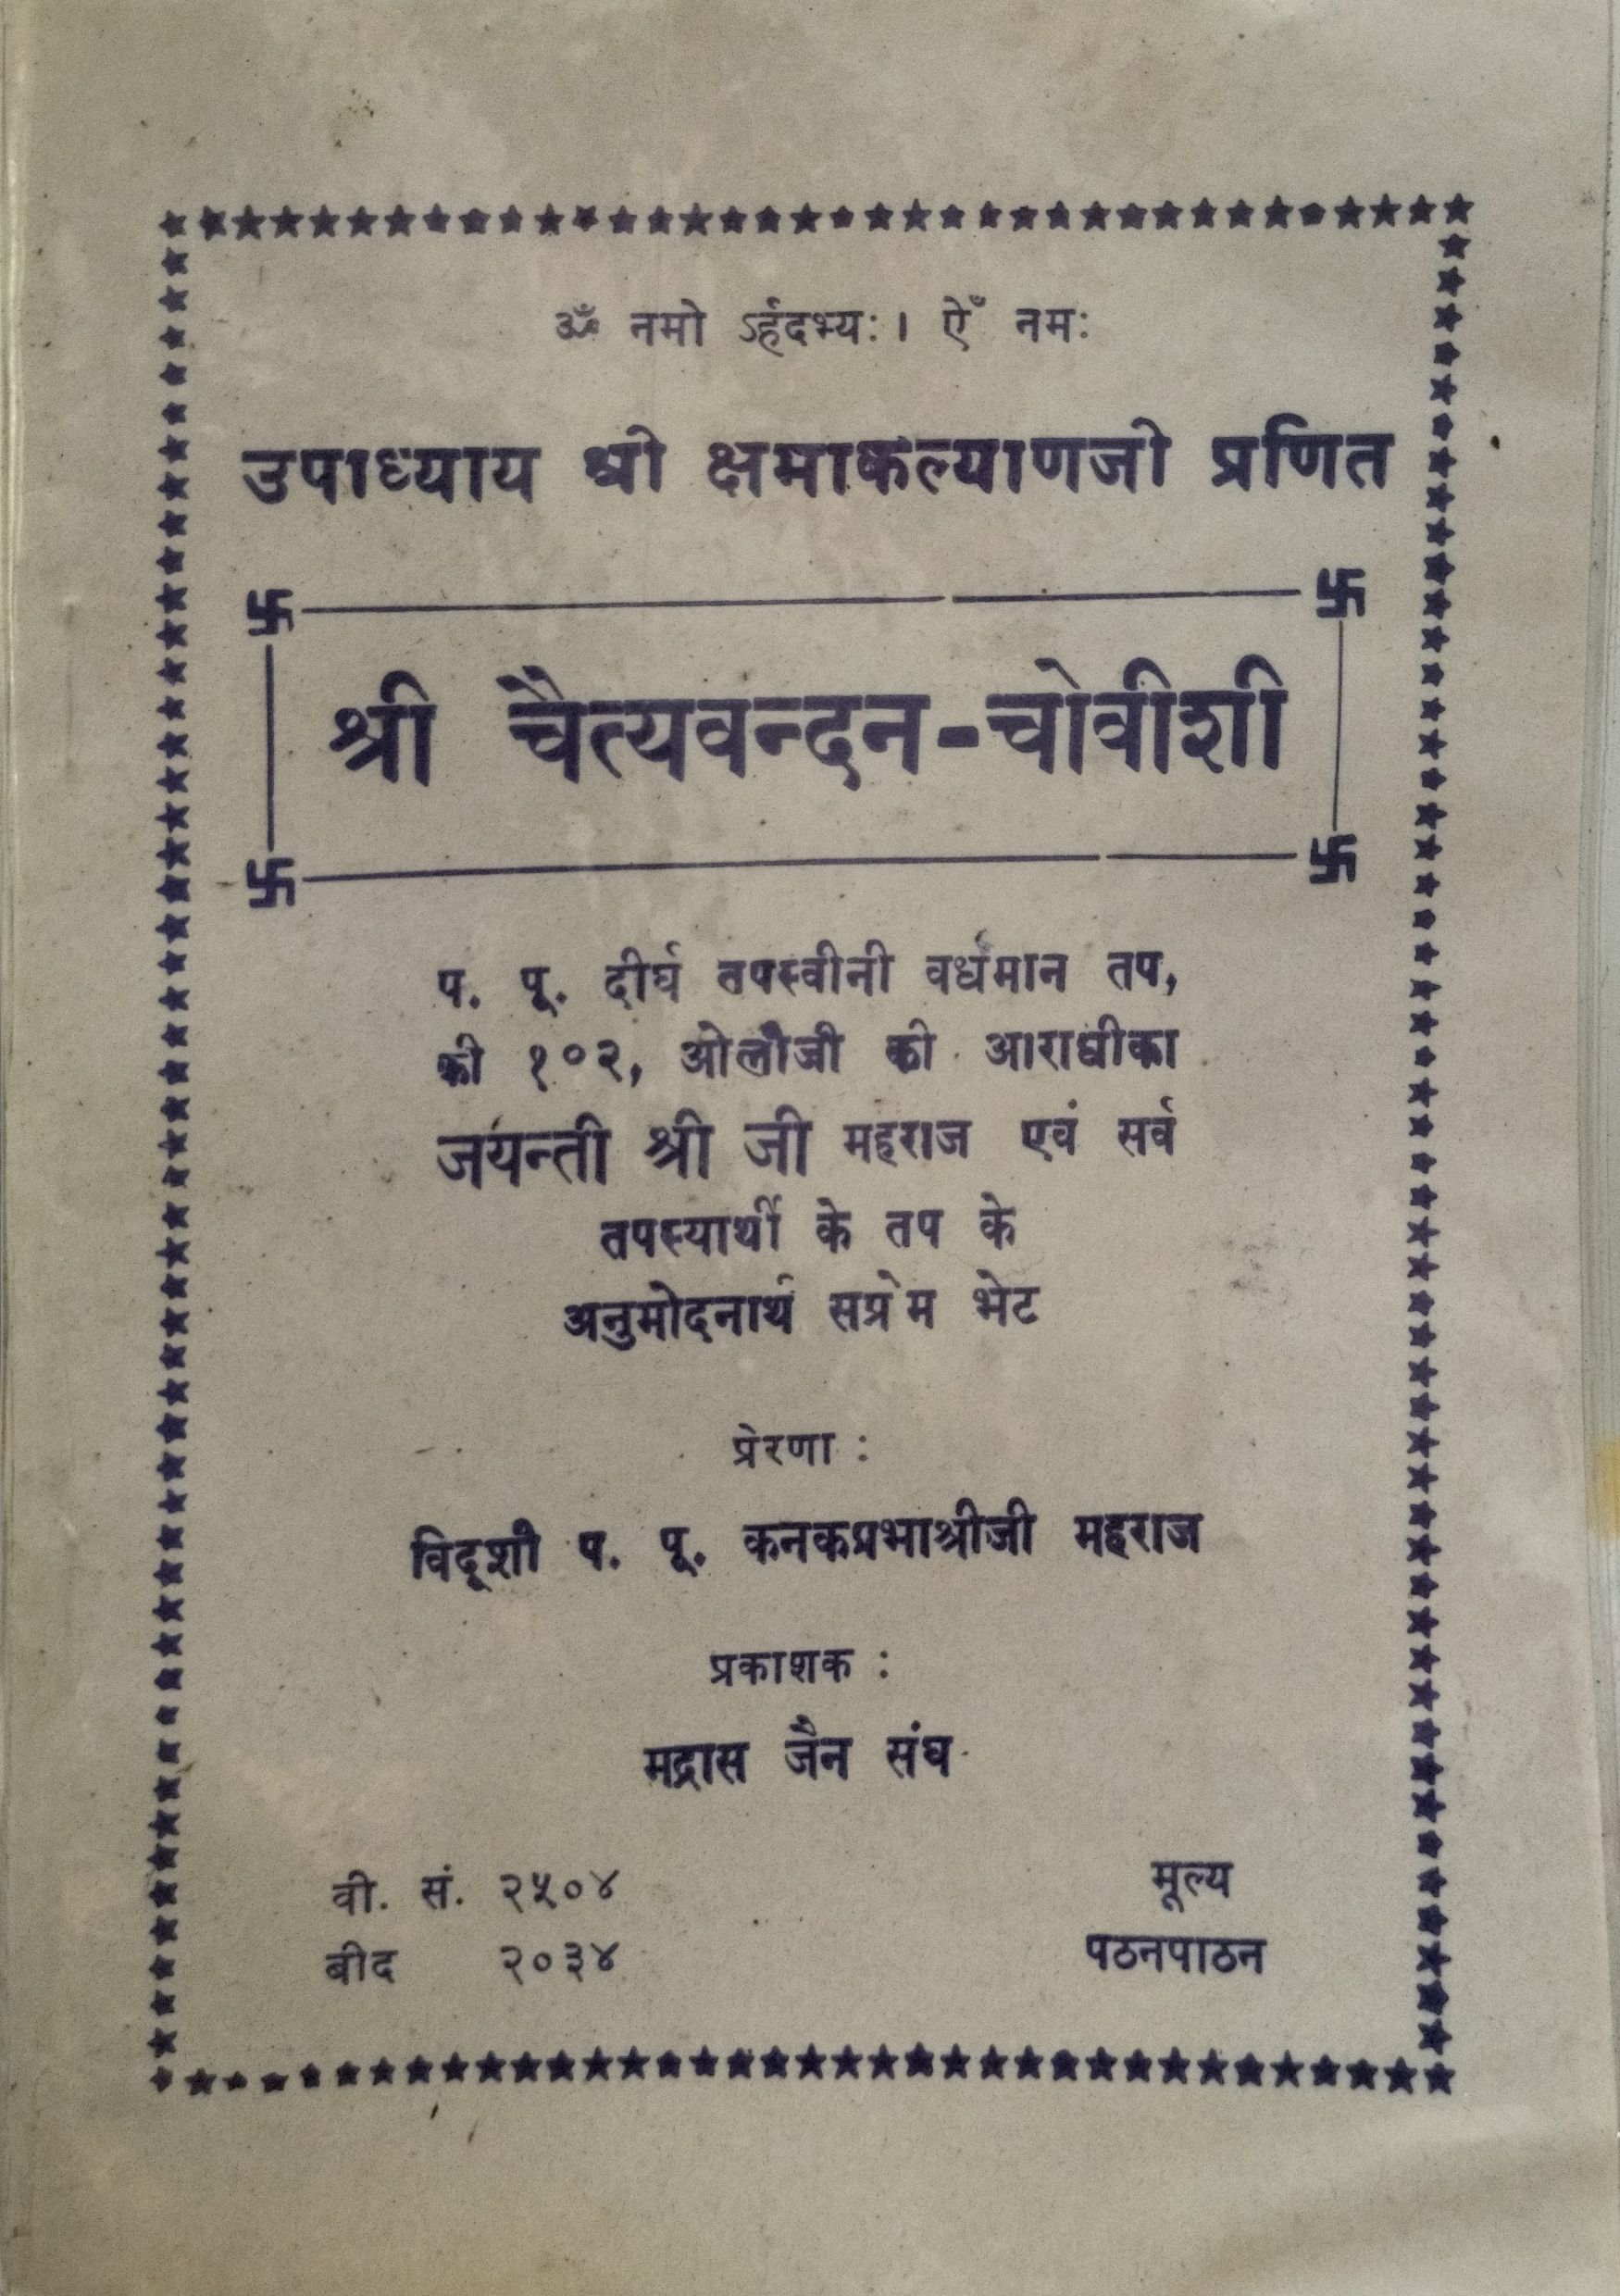 ॐ नमो ऽर्हदभ्यः। ऐँ नमः
उपाध्याय श्री क्षमाकल्याणजी प्रणित
श्री चैत्यवन्दन-चोवीशी
प. पू. दीर्घ तपस्वीनी वर्धमान तप,
की १०२, ओलीजी की आराधीका
जयन्ती श्री जी महराज एवं सर्व
तपस्यार्थी के तप के
अनुमोदनार्थ सप्रेम भेट
प्रेरणा :
विदूशी प. पू. कनकप्रभाश्रीजी महराज
प्रकाशक :
मद्रास जैन संघ
वी. सं. २५०४ मूल्य
बीद २०३४ पठनपाठन